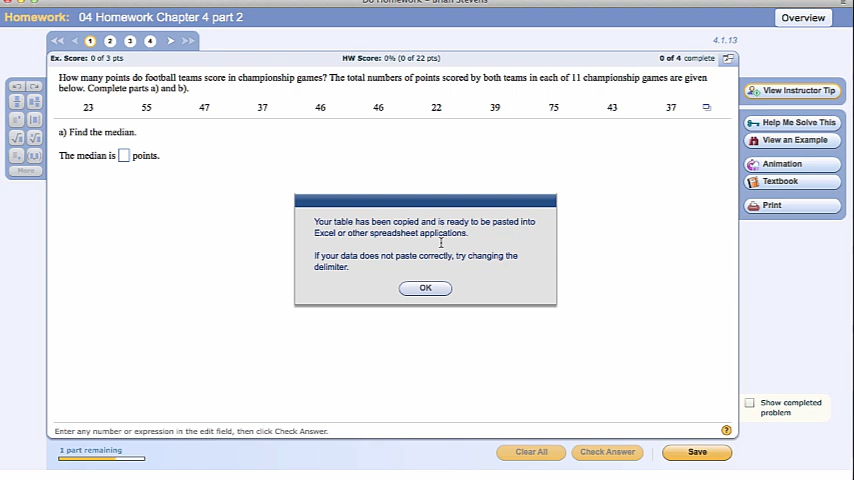 Do Homework - Brian Stevens
Homework: 04 Homework Chapter 4 part 2
Overview
1 2 3 4
4.1.13
Ex. Score: 0 of 3 pts
HW Score: 0% (0 of 22 pts)
0 of 4 complete
How many points do football teams score in championship games? The total numbers of points scored by both teams in each of 11 championship games are given
below. Complete parts a) and b).
23 55 47 37 46 46 22 39 75 43 37
a) Find the median.
The median is points.
Your table has been copied and is ready to be pasted into
Excel or other spreadsheet applications.
If your data does not paste correctly, try changing the
delimiter.
OK
View Instructor Tip
Help Me Solve This
View an Example
Animation
Textbook
Print
More
Show completed
problem
Enter any number or expression in the edit field, then click Check Answer.
?
1 part remaining
Clear All
Check Answer
Save